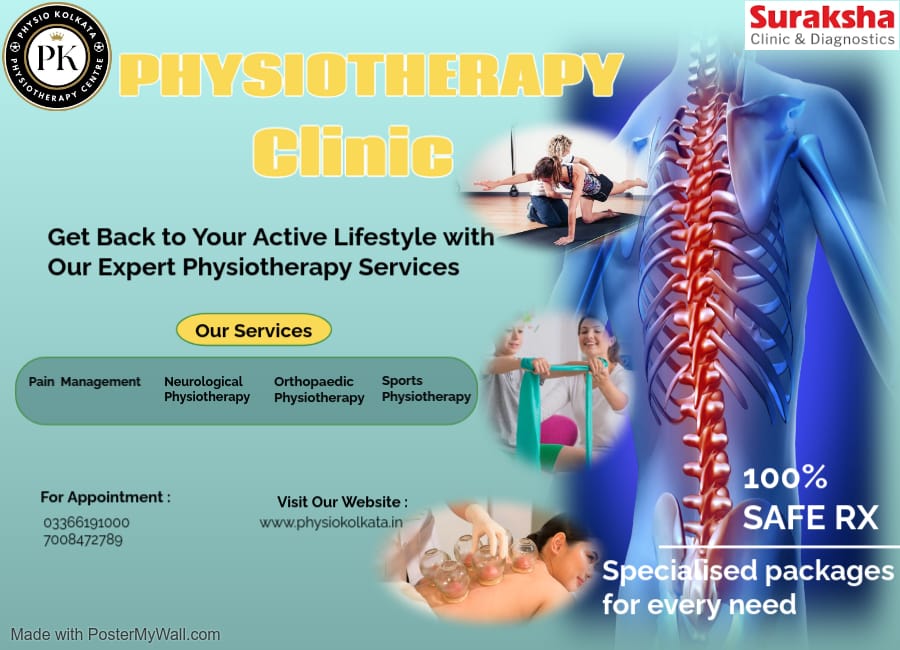 PHYSIO KOLKATA
PK
PHYSIOTHERAPY CENTRE
Suraksha
Clinic & Diagnostics
PHYSIOTHERAPY
Clinic
Get Back to Your Active Lifestyle with
Our Expert Physiotherapy Services
Our Services
Pain Management
Neurological
Physiotherapy
Orthopaedic
Physiotherapy
Sports
Physiotherapy
For Appointment :
03366191000
7008472789
Visit Our Website :
www.physiokolkata.in
100%
SAFE RX
Specialised packages
for every need
Made with PosterMyWall.com